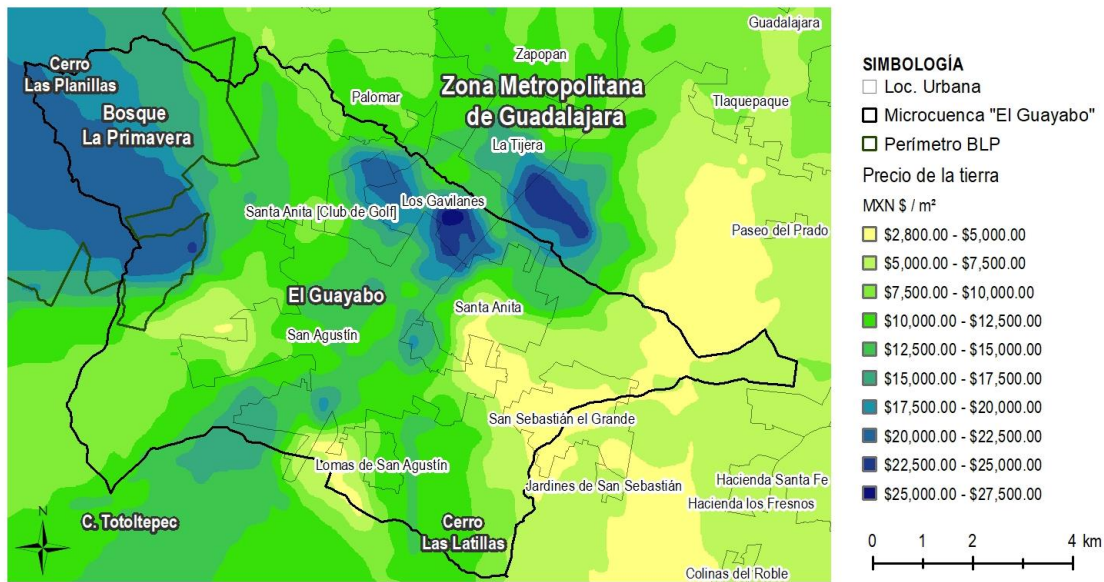 Guadalajara
Zapopan
Cerro
Las Planillas
Zona Metropolitana
de Guadalajara
Palomar
Tlaquepaque
Bosque
La Primavera
La Tijera
Los Gavilanes
Santa Anita [Club de Golf]
Paseo del Prado
El Guayabo
Santa Anita
San Agustín
San Sebastián el Grande
Lomas de San Agustín
Jardines de San Sebastián
Hacienda Santa Fe
Hacienda los Fresnos
C. Totoltepec
Cerro
Las Latillas
Colinas del Roble
N
SIMBOLOGÍA
Loc. Urbana
Microcuenca "El Guayabo"
Perímetro BLP
Precio de la tierra
MXN $ / m²
$2,800.00 - $5,000.00
$5,000.00 - $7,500.00
$7,500.00 - $10,000.00
$10,000.00 - $12,500.00
$12,500.00 - $15,000.00
$15,000.00 - $17,500.00
$17,500.00 - $20,000.00
$20,000.00 - $22,500.00
$22,500.00 - $25,000.00
$25,000.00 - $27,500.00
0 1 2 4 km